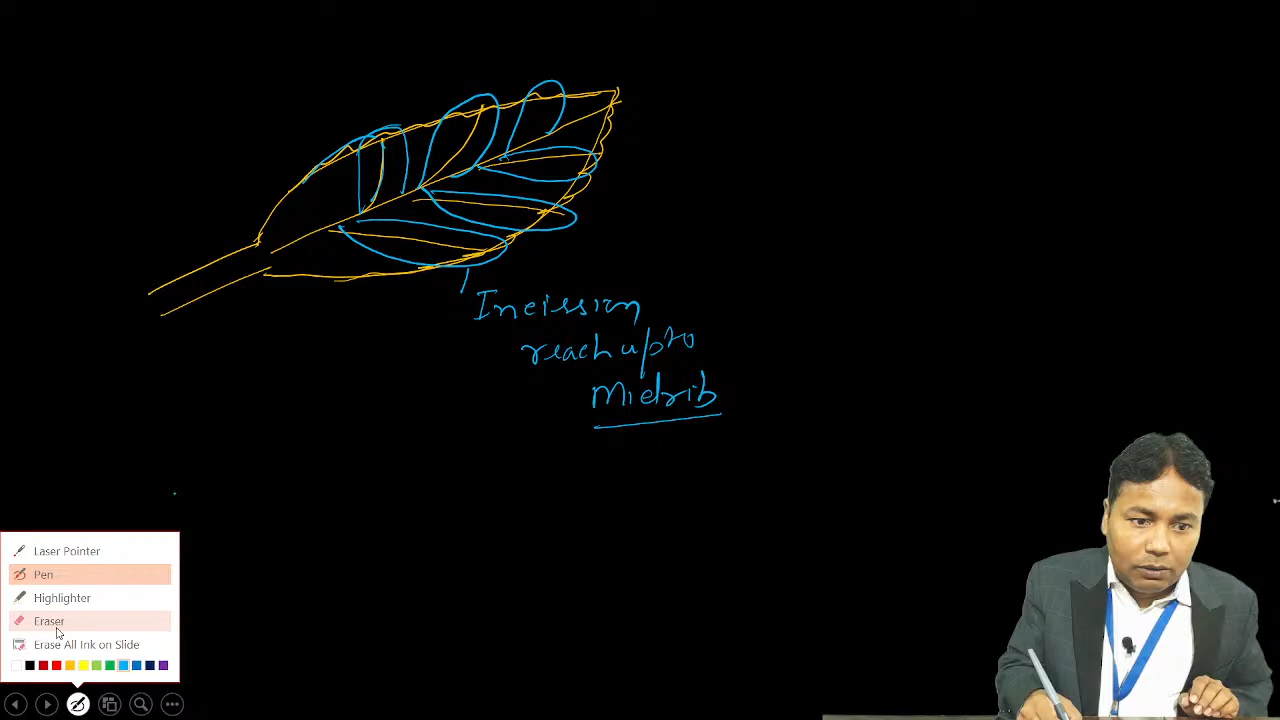 Incission
reach upto
Midrib
Laser Pointer
Pen
Highlighter
Eraser
Erase All Ink on Slide